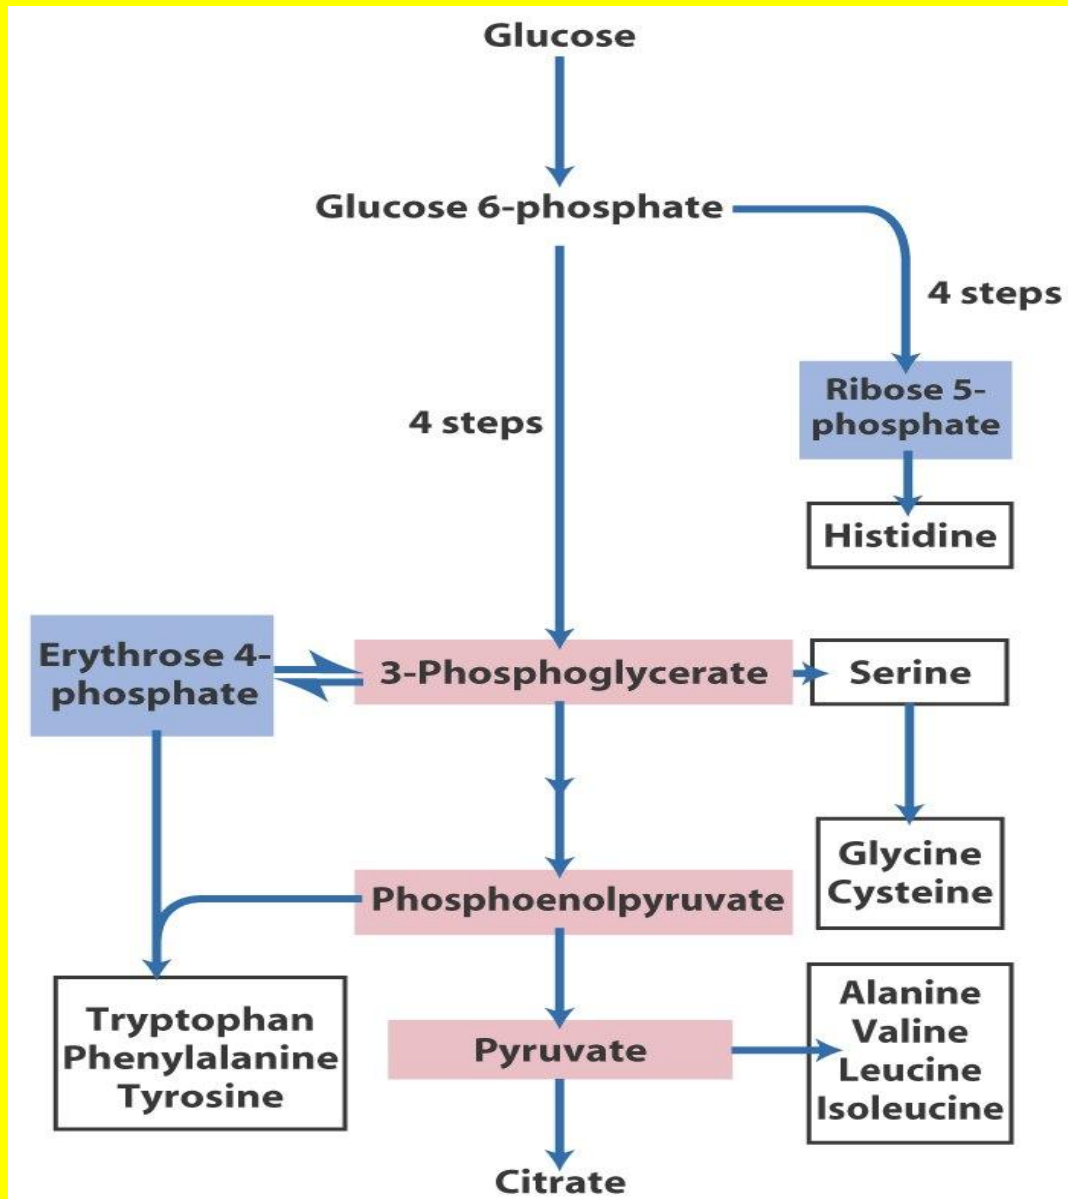 Glucose
Glucose 6-phosphate
4 steps
Ribose 5-
phosphate
4 steps
Histidine
Erythrose 4-
phosphate
3-Phosphoglycerate
Serine
Glycine
Cysteine
Phosphoenolpyruvate
Tryptophan
Phenylalanine
Tyrosine
Pyruvate
Alanine
Valine
Leucine
Isoleucine
Citrate